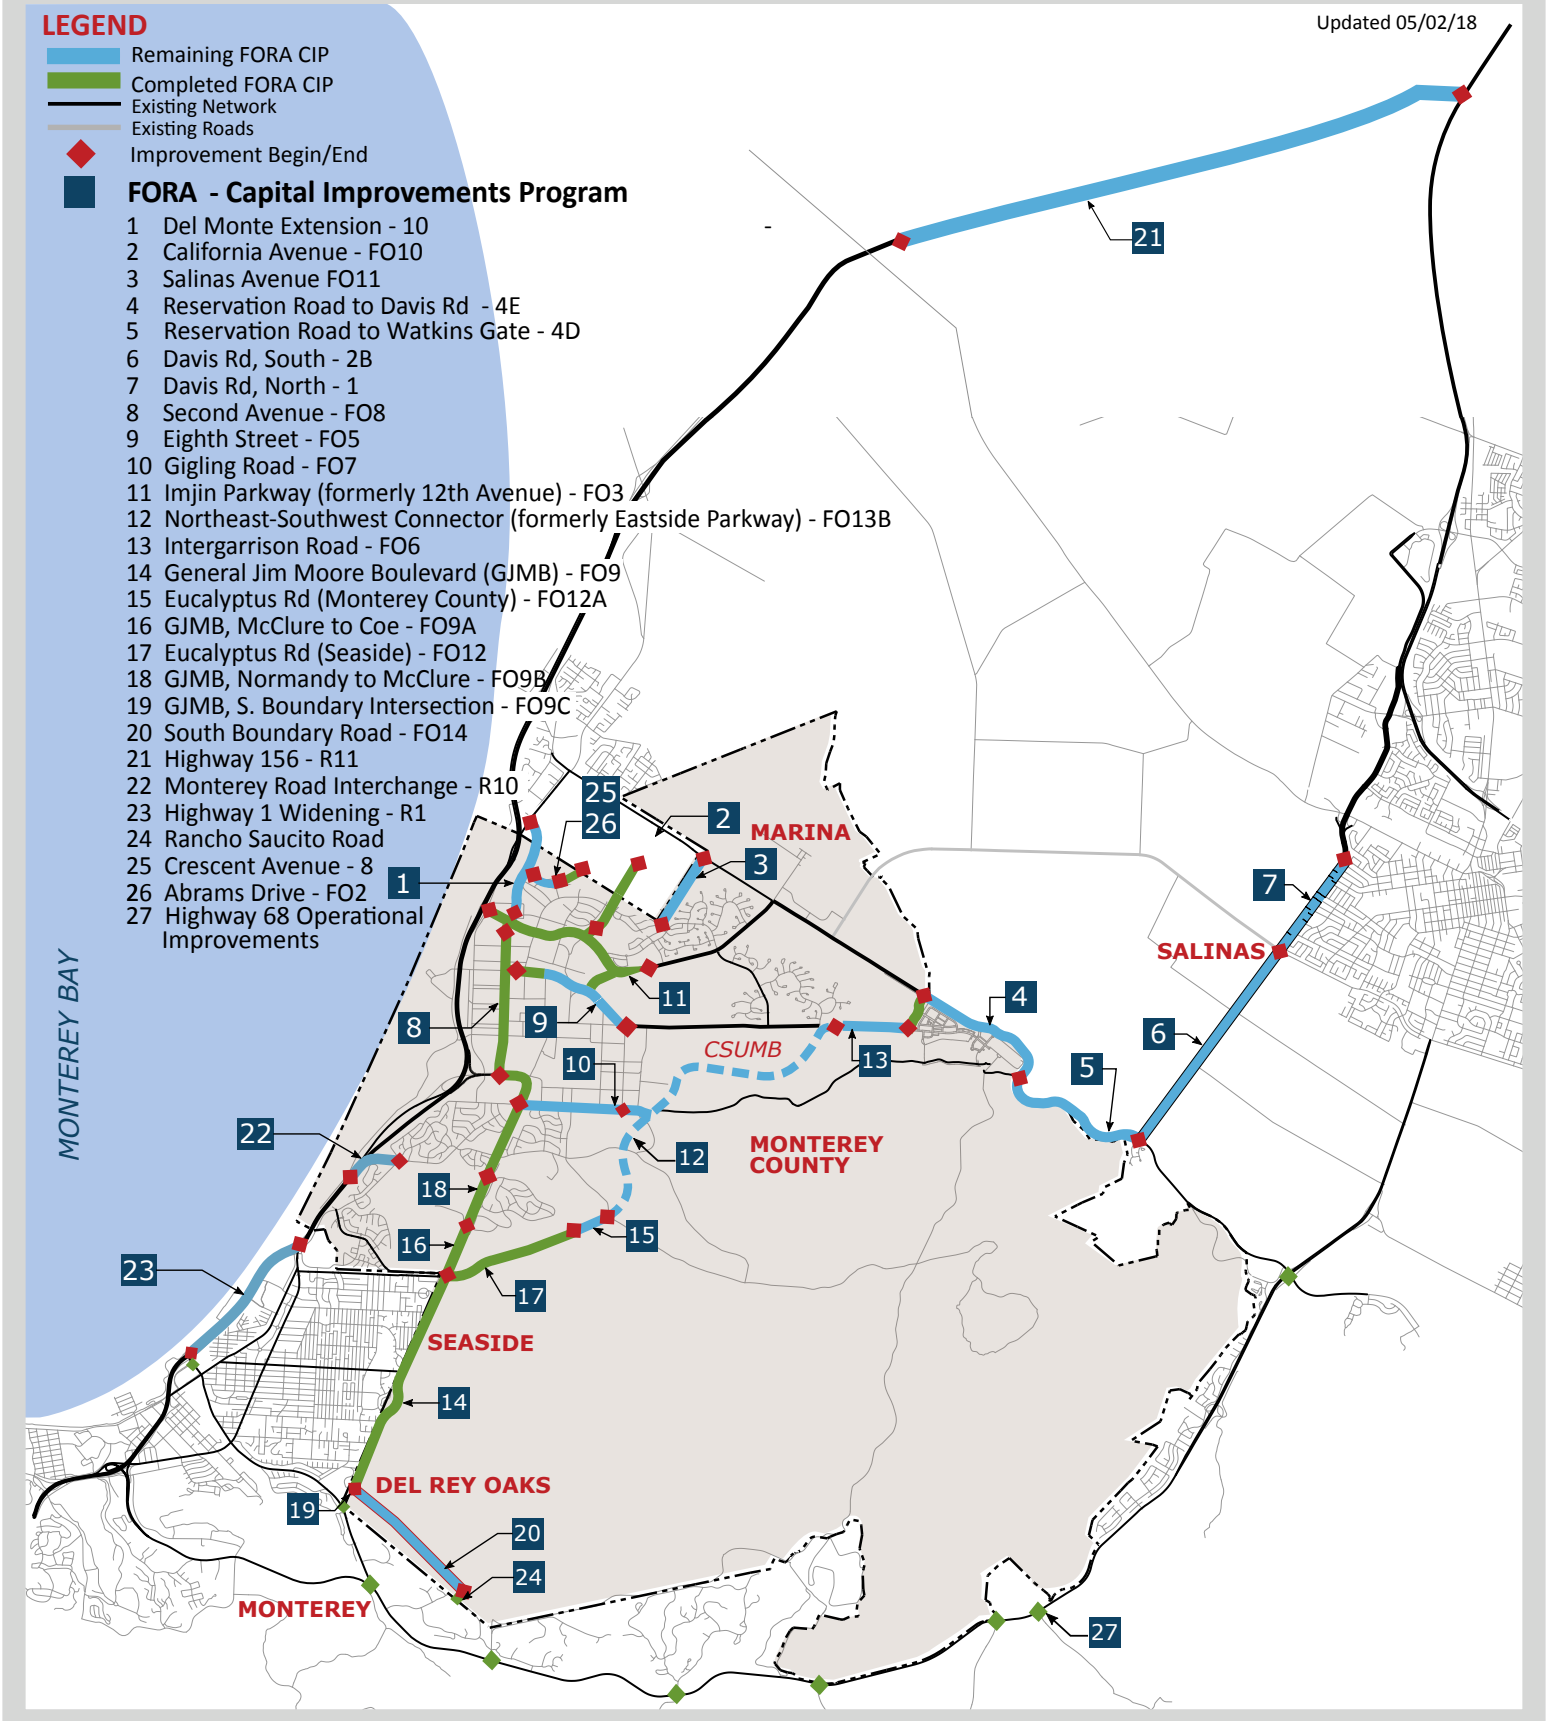 LEGEND
Updated 05/02/18
Remaining FORA CIP
Completed FORA CIP
Existing Network
Existing Roads
Improvement Begin/End
FORA - Capital Improvements Program
1 Del Monte Extension - 10
2 California Avenue - FO10
3 Salinas Avenue FO11
4 Reservation Road to Davis Rd - 4E
5 Reservation Road to Watkins Gate - 4D
6 Davis Rd, South - 2B
7 Davis Rd, North - 1
8 Second Avenue - FO8
9 Eighth Street - FO5
10 Gigling Road - FO7
11 Imjin Parkway (formerly 12th Avenue) - FO3
12 Northeast-Southwest Connector (formerly Eastside Parkway) - FO13B
13 Intergarrison Road - FO6
14 General Jim Moore Boulevard (GJMB) - FO9
15 Eucalyptus Rd (Monterey County) - FO12A
16 GJMB, McClure to Coe - FO9A
17 Eucalyptus Rd (Seaside) - FO12
18 GJMB, Normandy to McClure - FO9B
19 GJMB, S. Boundary Intersection - FO9C
20 South Boundary Road - FO14
21 Highway 156 - R11
22 Monterey Road Interchange - R10
23 Highway 1 Widening - R1
24 Rancho Saucito Road
25 Crescent Avenue - 8
26 Abrams Drive - FO2
27 Highway 68 Operational
Improvements
-
21
25
26
2
MARINA
3
1
7
SALINAS
MONTEREY BAY
11
4
8
9
6
CSUMB
10
13
5
22
12
MONTEREY
COUNTY
18
16
15
23
17
SEASIDE
14
DEL REY OAKS
19
20
24
MONTEREY
27